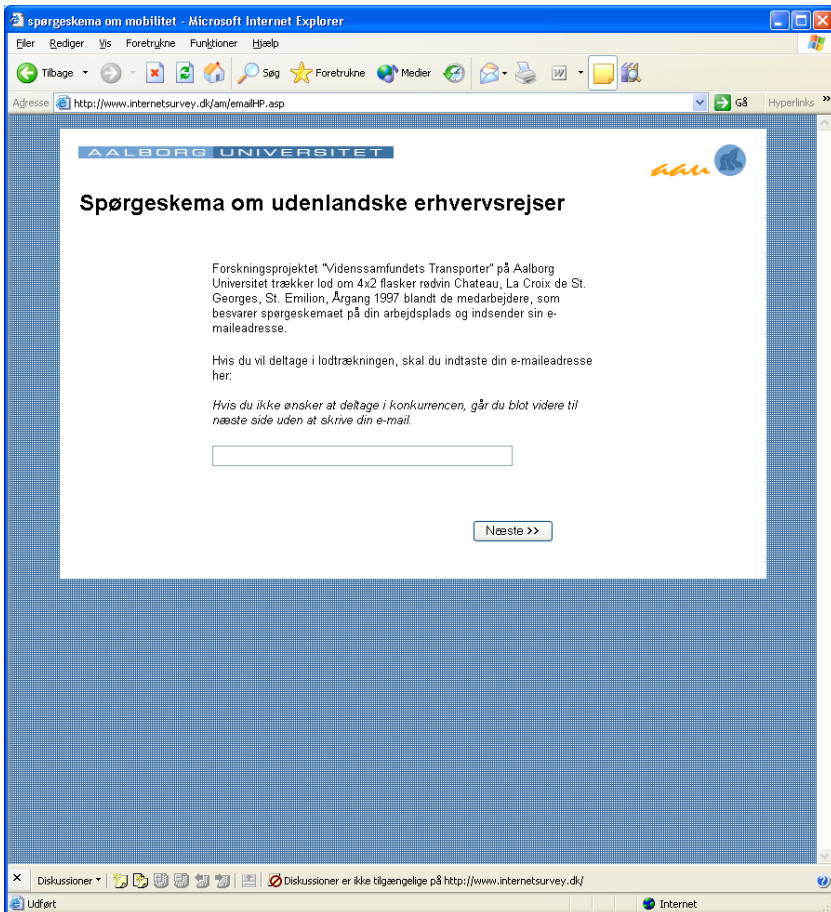 spørgeskema om mobilitet - Microsoft Internet Explorer
Filer Rediger Vis Foretrukne Funktioner Hjælp
Tilbage Søg Foretrukne Medier
Adresse http://www.internetsurvey.dk/am/emailHP.asp Gå Hyperlinks »
AALBORG UNIVERSITET
aau
Spørgeskema om udenlandske erhvervsrejser
Forskningsprojektet "Videnssamfundets Transporter" på Aalborg
Universitet trækker lod om 4x2 flasker rødvin Chateau, La Croix de St.
Georges, St. Emilion, Årgang 1997 blandt de medarbejdere, som
besvarer spørgeskemaet på din arbejdsplads og indsender sin e-
maileadresse.
Hvis du vil deltage i lodtrækningen, skal du indtaste din e-maileadresse
her:
Hvis du ikke ønsker at deltage i konkurrencen, går du blot videre til
næste side uden at skrive din e-mail.
Næste >>
Diskussioner Diskussioner er ikke tilgængelige på http://www.internetsurvey.dk/
Udført Internet